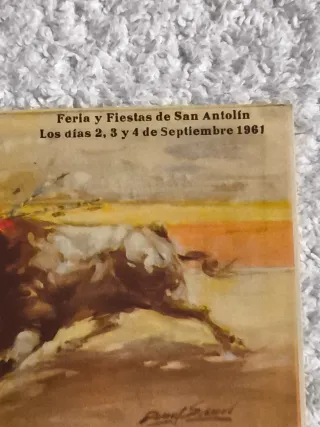 Feria y Fiestas de San Antolín
Los días 2, 3 y 4 de Septiembre 1961